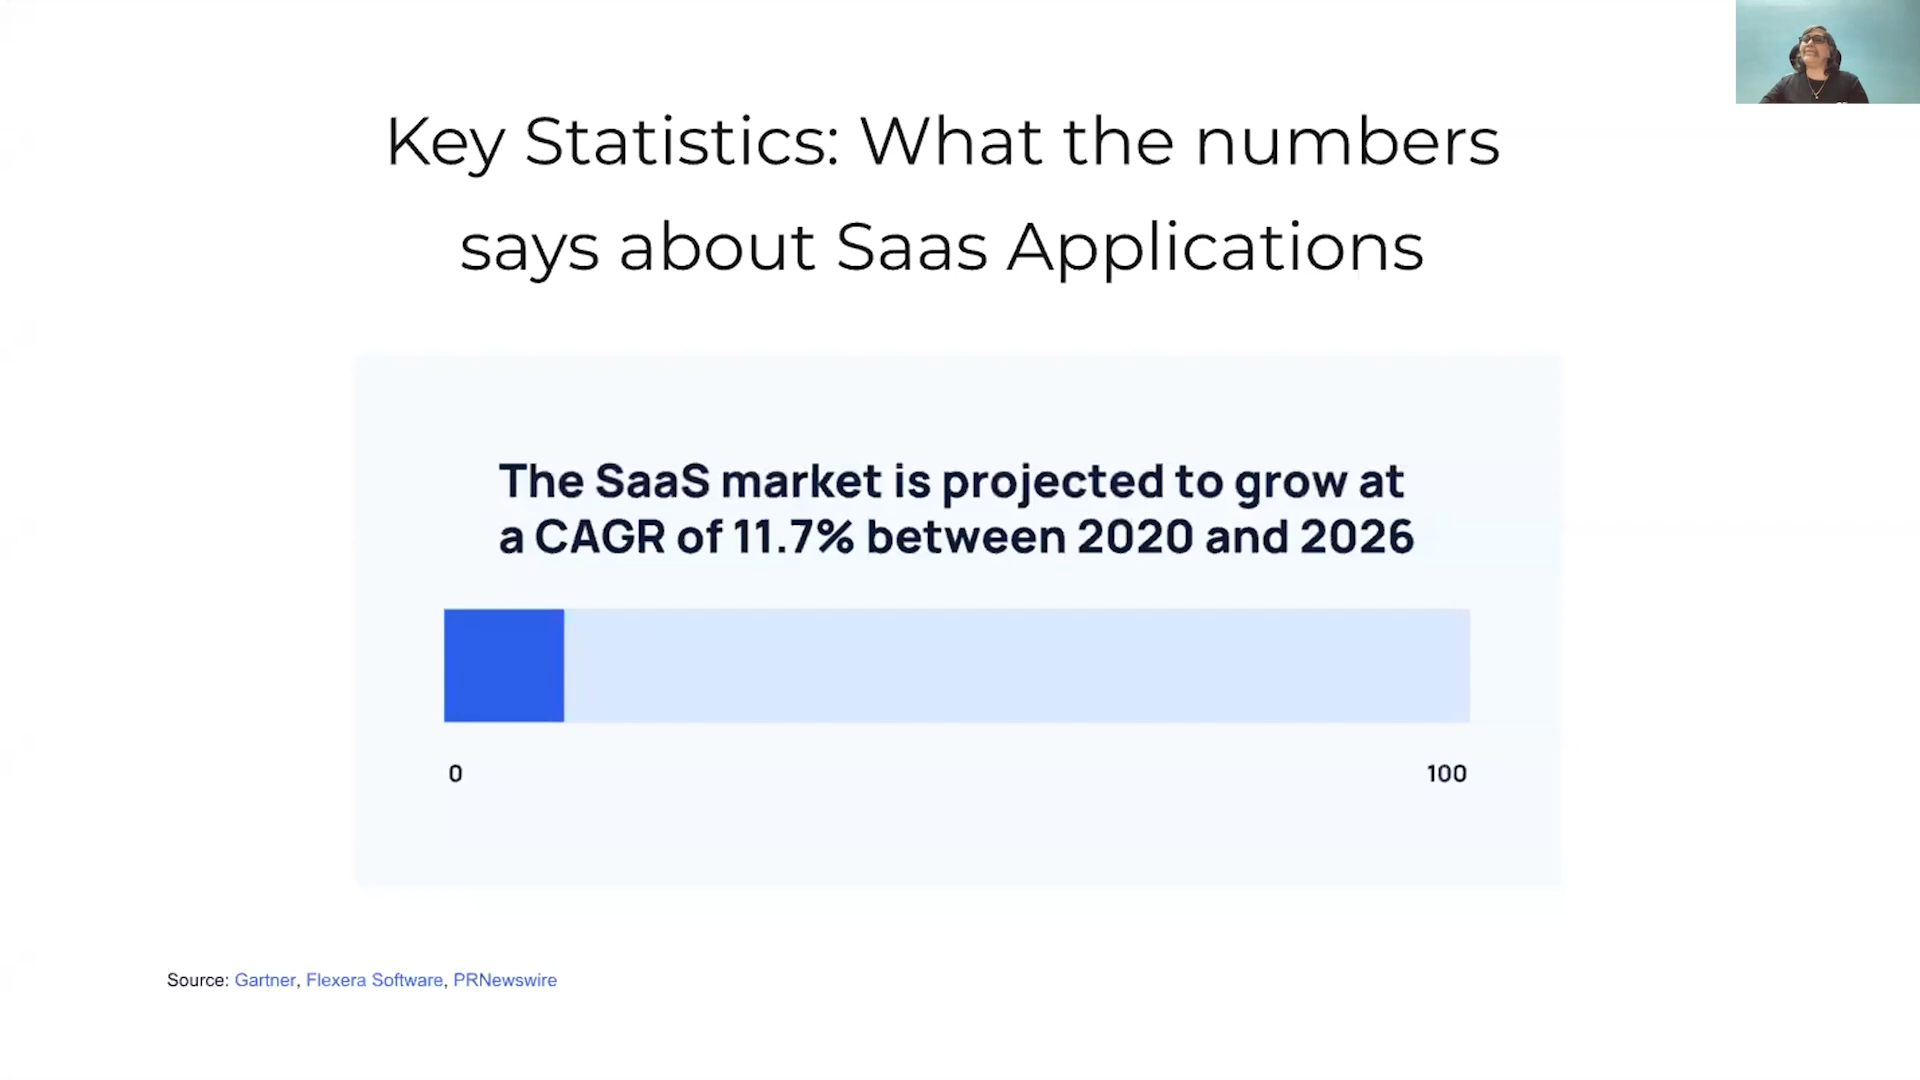 Key Statistics: What the numbers
says about Saas Applications
The SaaS market is projected to grow at
a CAGR of 11.7% between 2020 and 2026
0
100
Source: Gartner, Flexera Software, PRNewswire